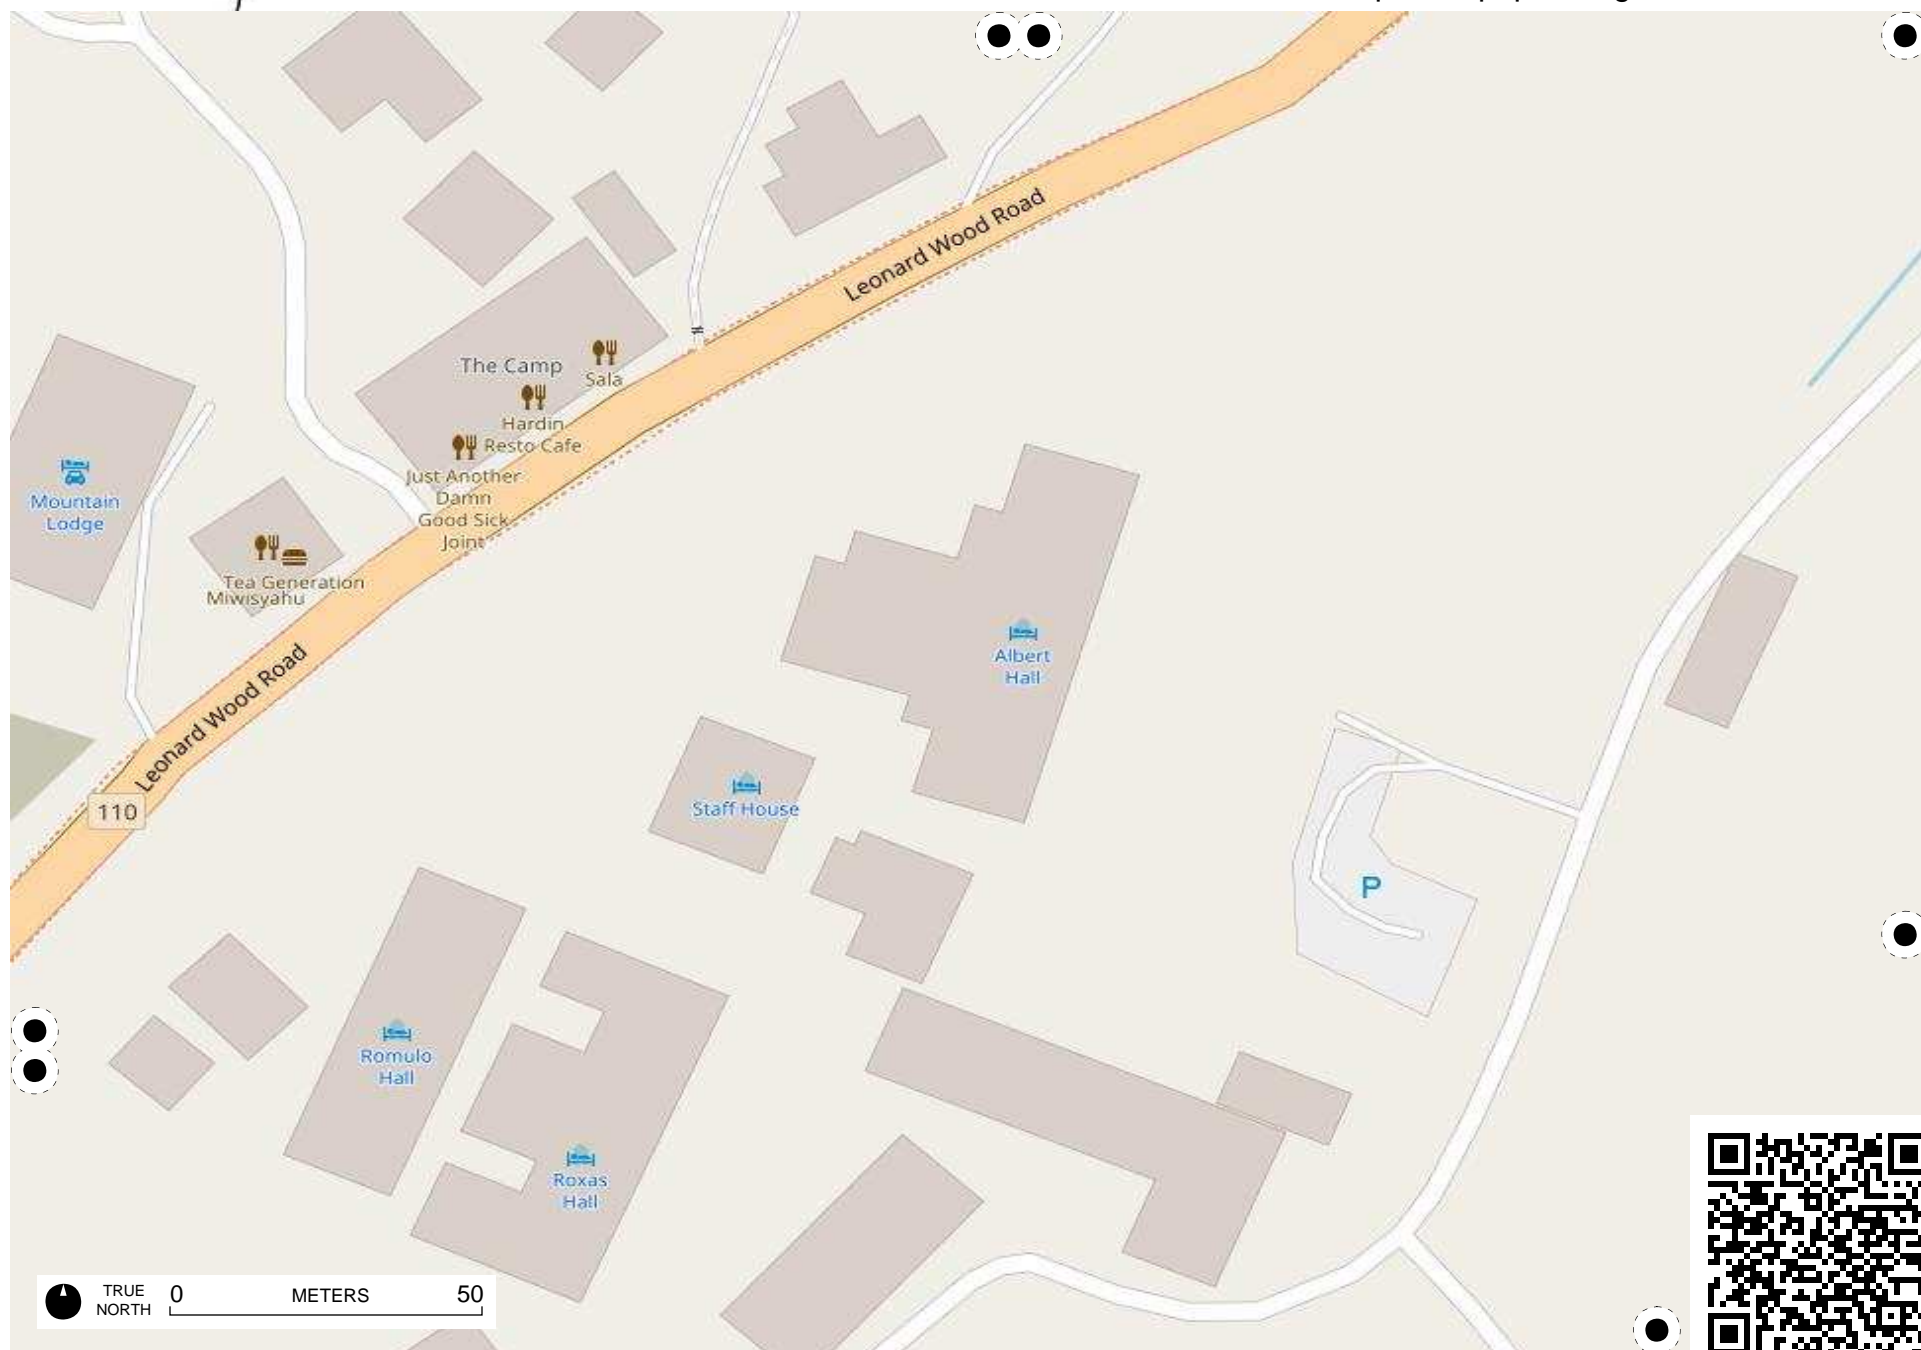 Leonard Wood Road
The Camp
Sala
Hardin
Resto Cafe
Just Another
Damn
Good Sick
Joint
Mountain
Lodge
Tea Generation
Miwisyahu
Albert
Hall
Leonard Wood Road
110
Staff House
P
Romulo
Hall
Roxas
Hall
TRUE
NORTH
0 METERS 50